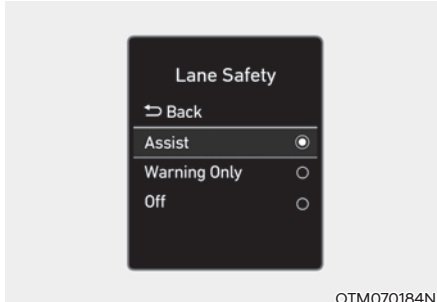 Lane Safety
Back
Assist
Warning Only
Off
OTM070184N